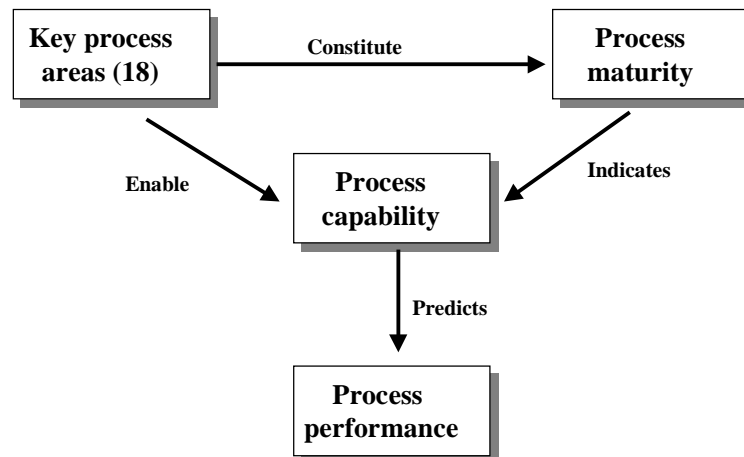 Key process
areas (18)
Constitute
Process
maturity
Enable
Process
capability
Indicates
Predicts
Process
performance